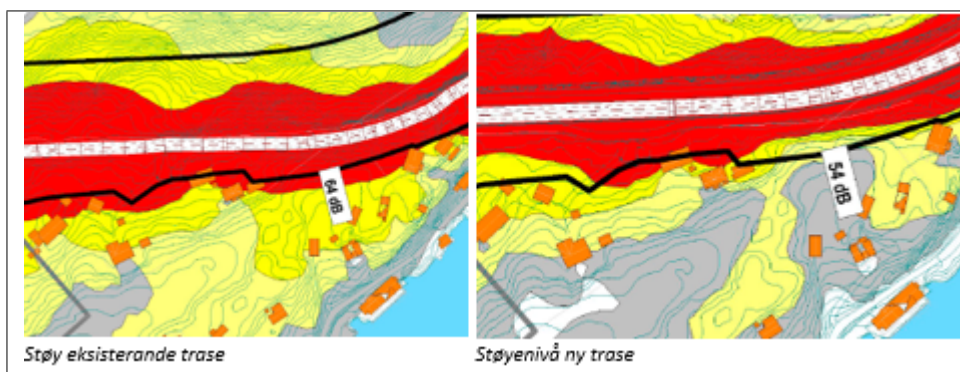 64 dB
54 dB
Støy eksisterande trase
Støyenivå ny trase